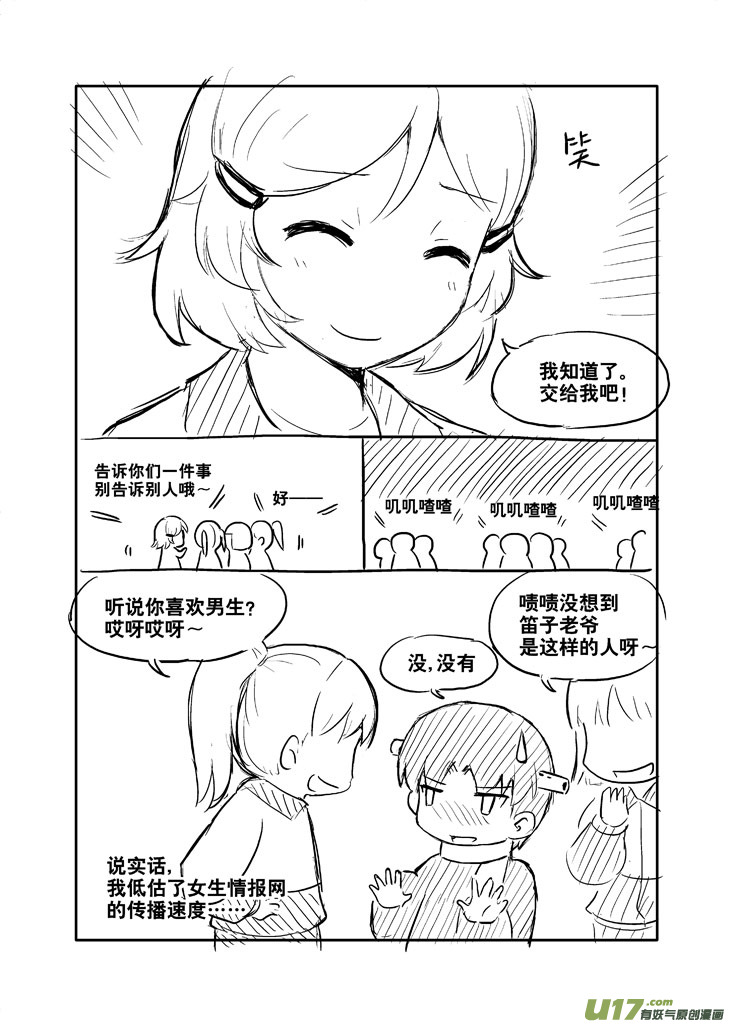 笑
我知道了。
交给我吧！
告诉你们一件事
别告诉别人哦～
好——
叽叽喳喳
叽叽喳喳
叽叽喳喳
听说你喜欢男生？
哎呀哎呀～
没，没有
啧啧没想到
笛子老爷
是这样的人呀～
说实话，
我低估了女生情报网
的传播速度……
U17.com
有妖气原创漫画